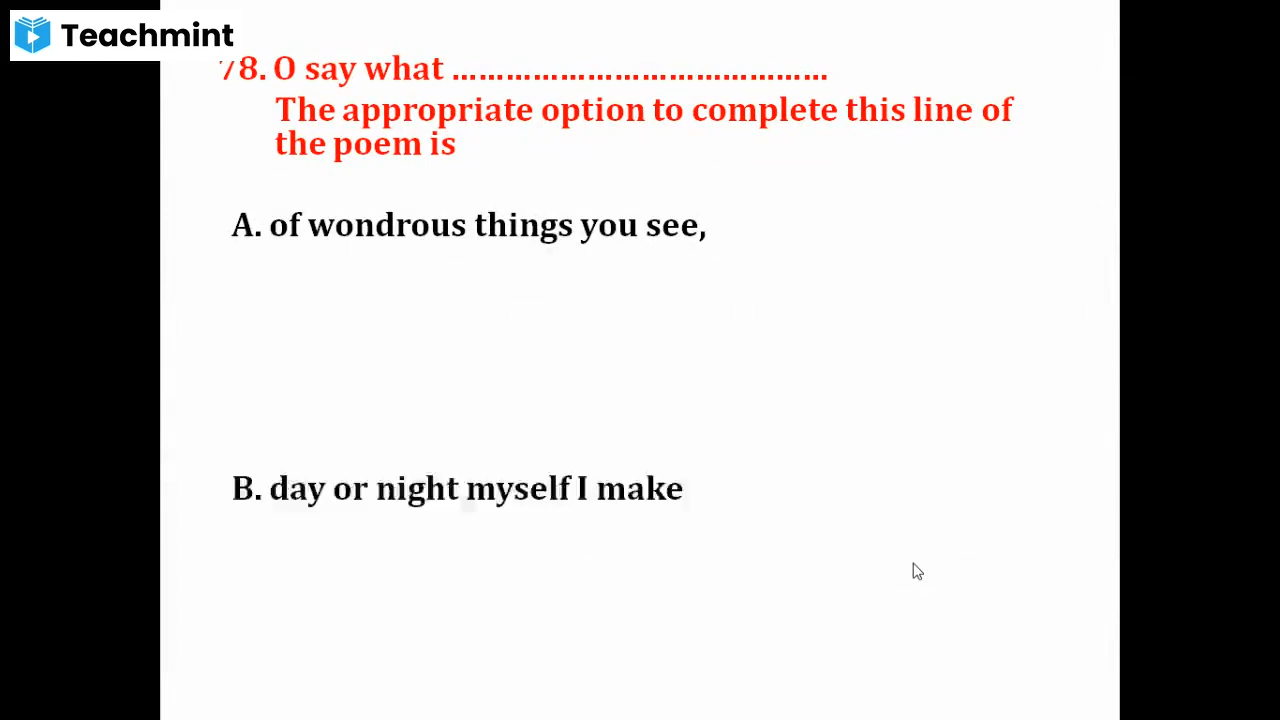 Teachmint
78. O say what ..........................................
The appropriate option to complete this line of
the poem is
A. of wondrous things you see,
B. day or night myself I make